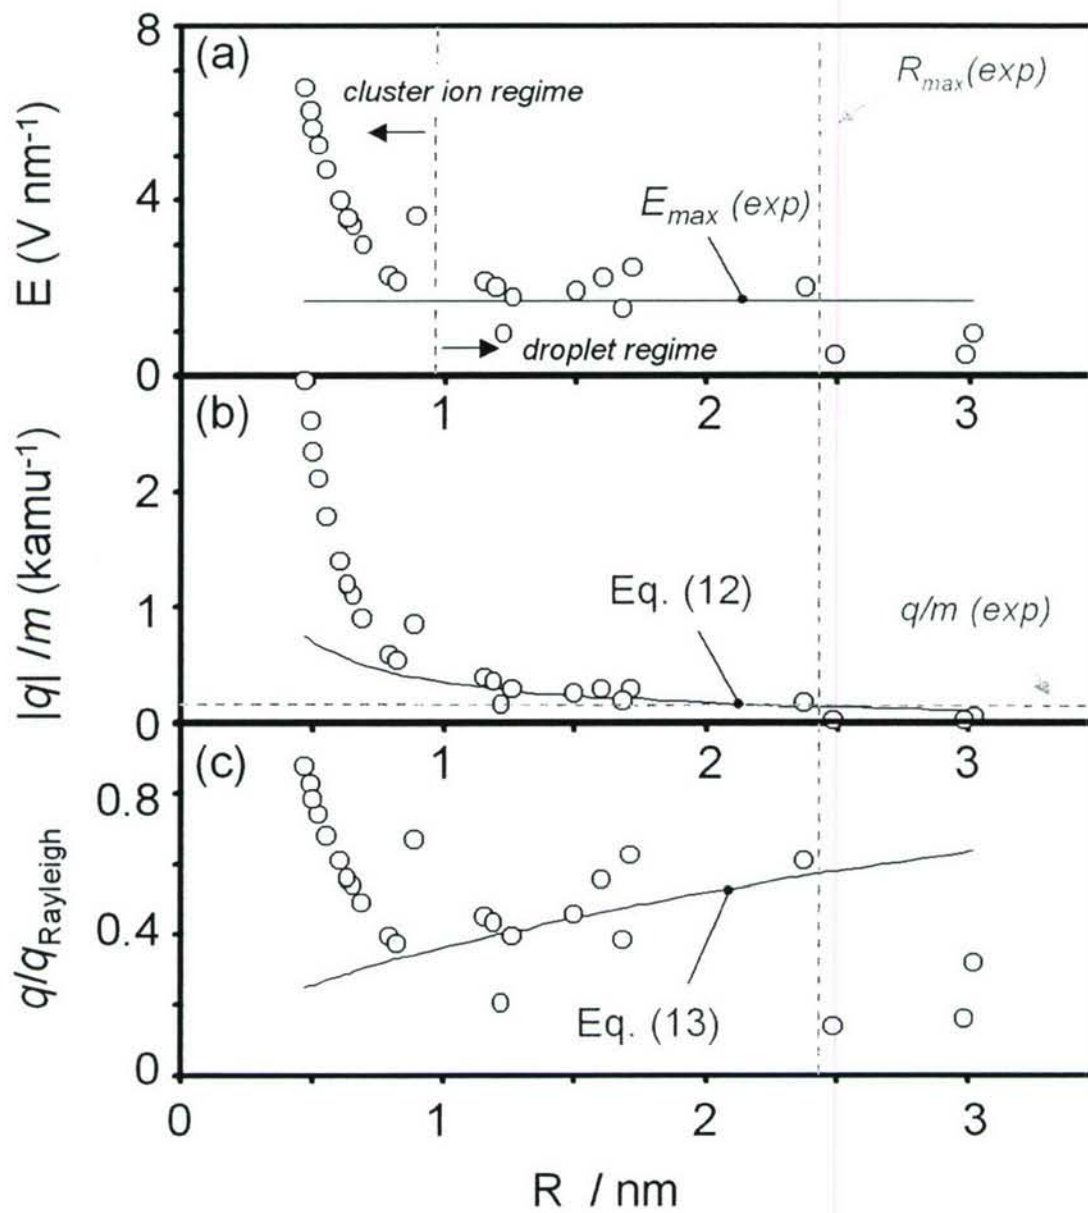 8
(a)
R_max(exp)
cluster ion regime
4
E_max (exp)
E (V nm⁻¹)
droplet regime
0
1 2 3
(b)
2
|q| /m (kamu⁻¹)
Eq. (12)
1
q/m (exp)
0
1 2 3
(c)
0.8
q/q_Rayleigh
0.4
Eq. (13)
0
0 1 2 3
R / nm